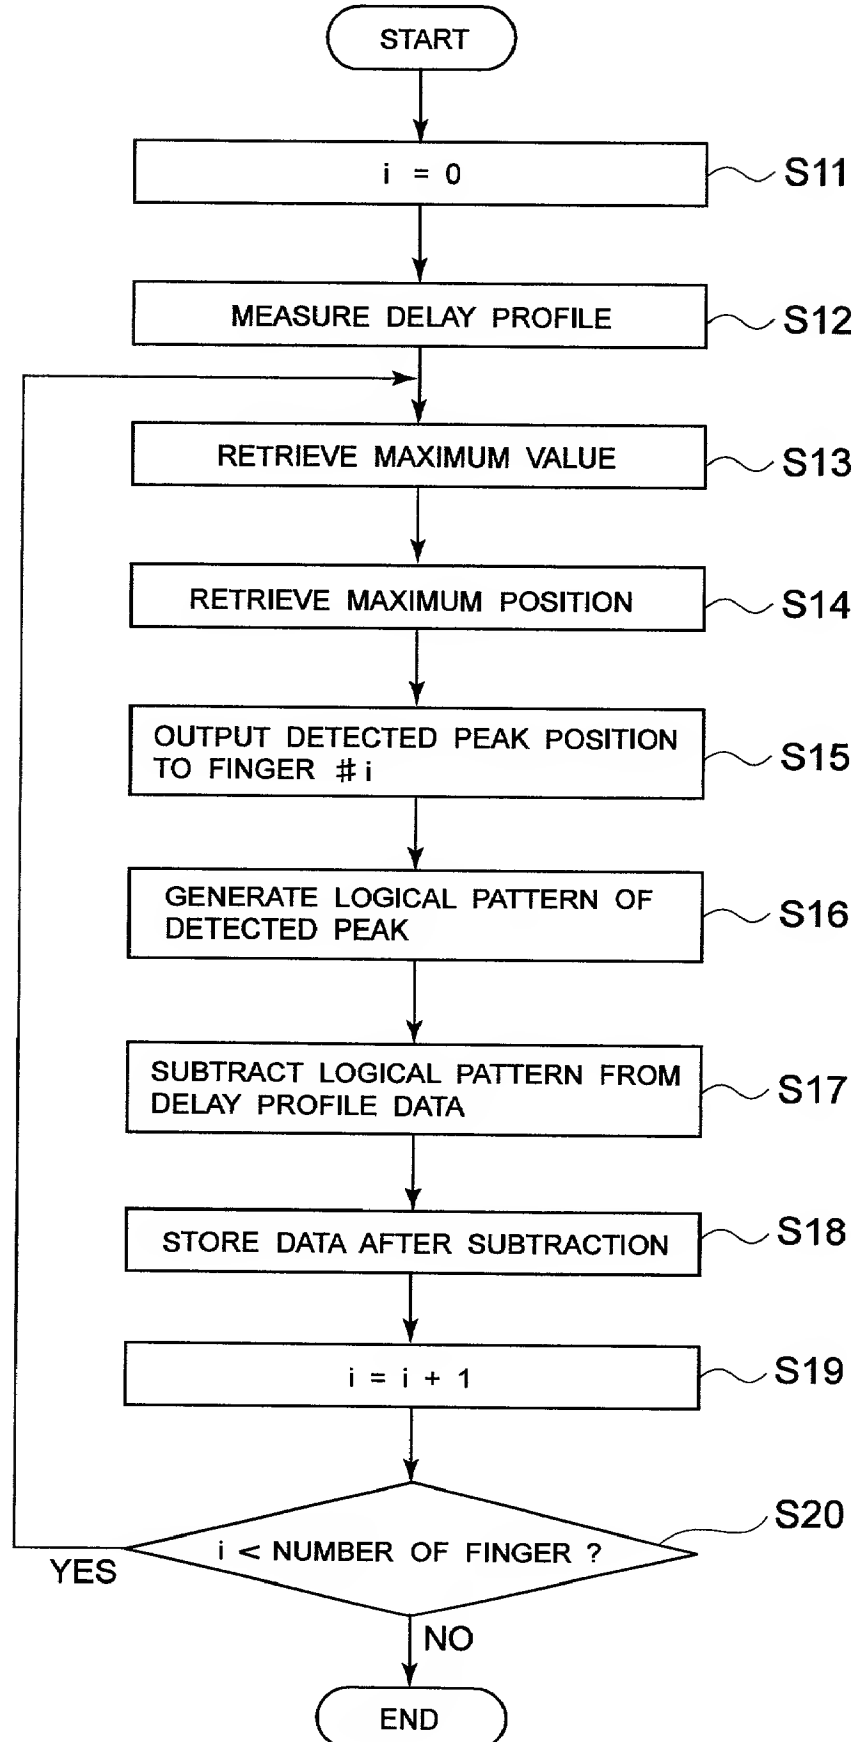 START
i = 0
S11
MEASURE DELAY PROFILE
S12
RETRIEVE MAXIMUM VALUE
S13
RETRIEVE MAXIMUM POSITION
S14
OUTPUT DETECTED PEAK POSITION
TO FINGER #i
S15
GENERATE LOGICAL PATTERN OF
DETECTED PEAK
S16
SUBTRACT LOGICAL PATTERN FROM
DELAY PROFILE DATA
S17
STORE DATA AFTER SUBTRACTION
S18
i = i + 1
S19
i < NUMBER OF FINGER ?
S20
YES
NO
END